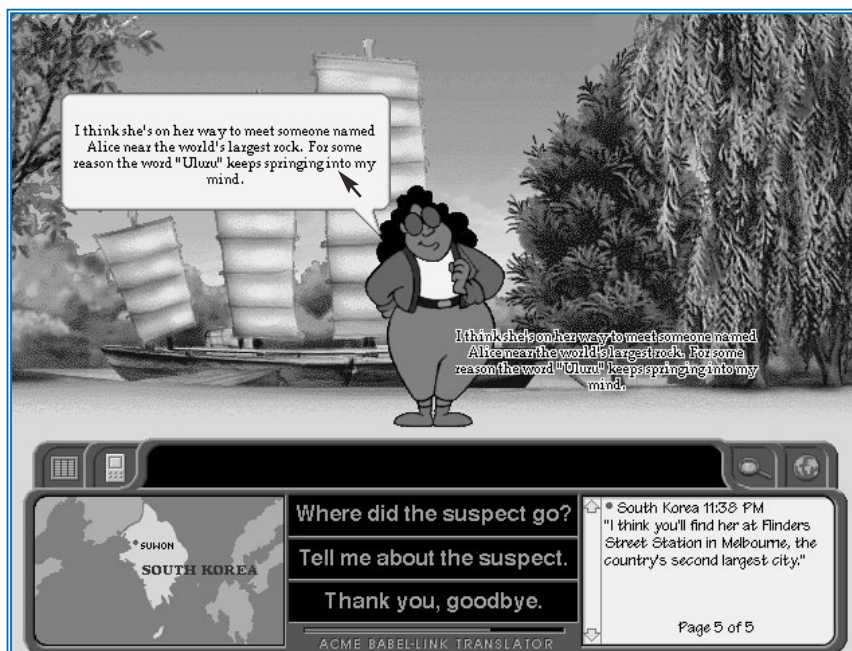 I think she's on her way to meet someone named
Alice near the world's largest rock. For some
reason the word "Uluru" keeps springing into my
mind.
I think she's on her way to meet someone named
Alice near the world's largest rock. For some
reason the word "Uluru" keeps springing into my
mind.
SUWON
SOUTH KOREA
Where did the suspect go?
Tell me about the suspect.
Thank you, goodbye.
ACME BABEL-LINK TRANSLATOR
South Korea 11:38 PM
"I think you'll find her at Flinders
Street Station in Melbourne, the
country's second largest city."
Page 5 of 5